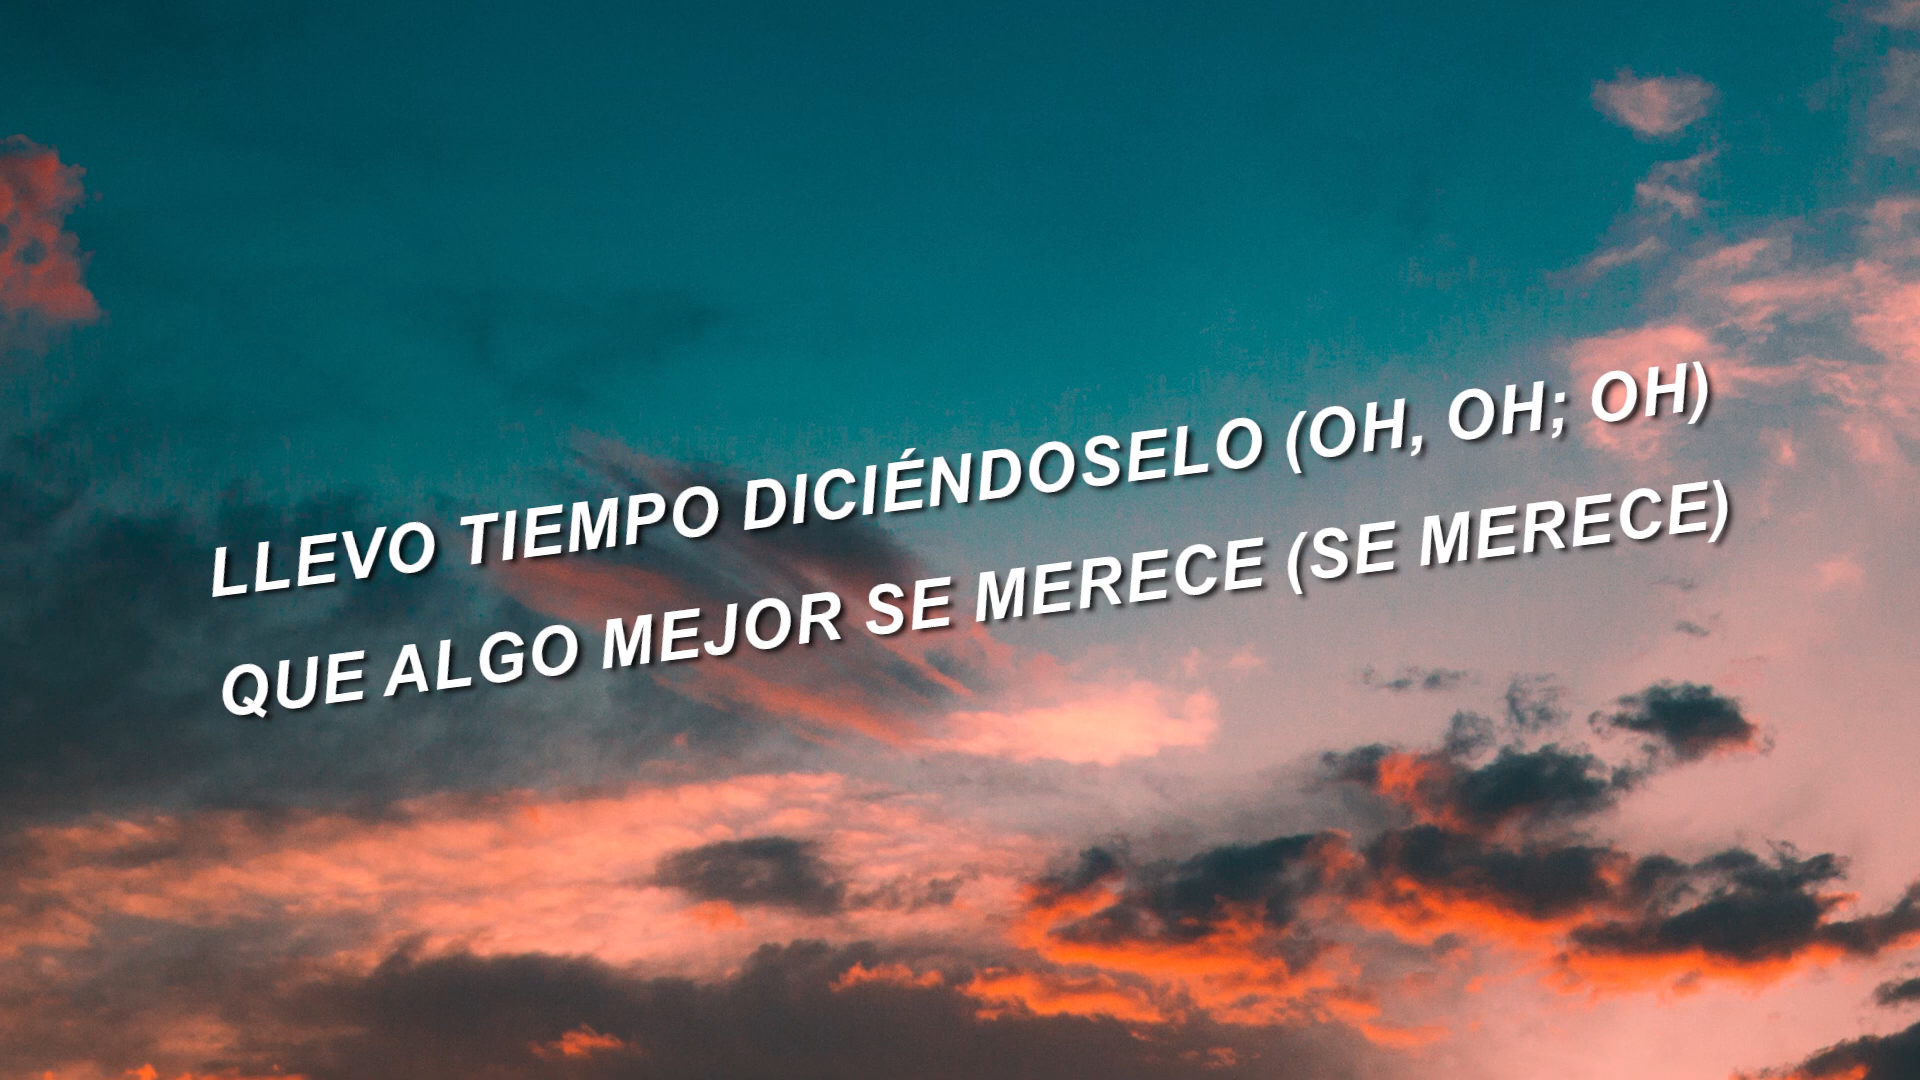 LLEVO TIEMPO DICIÉNDOSELO (OH, OH; OH)
QUE ALGO MEJOR SE MERECE (SE MERECE)